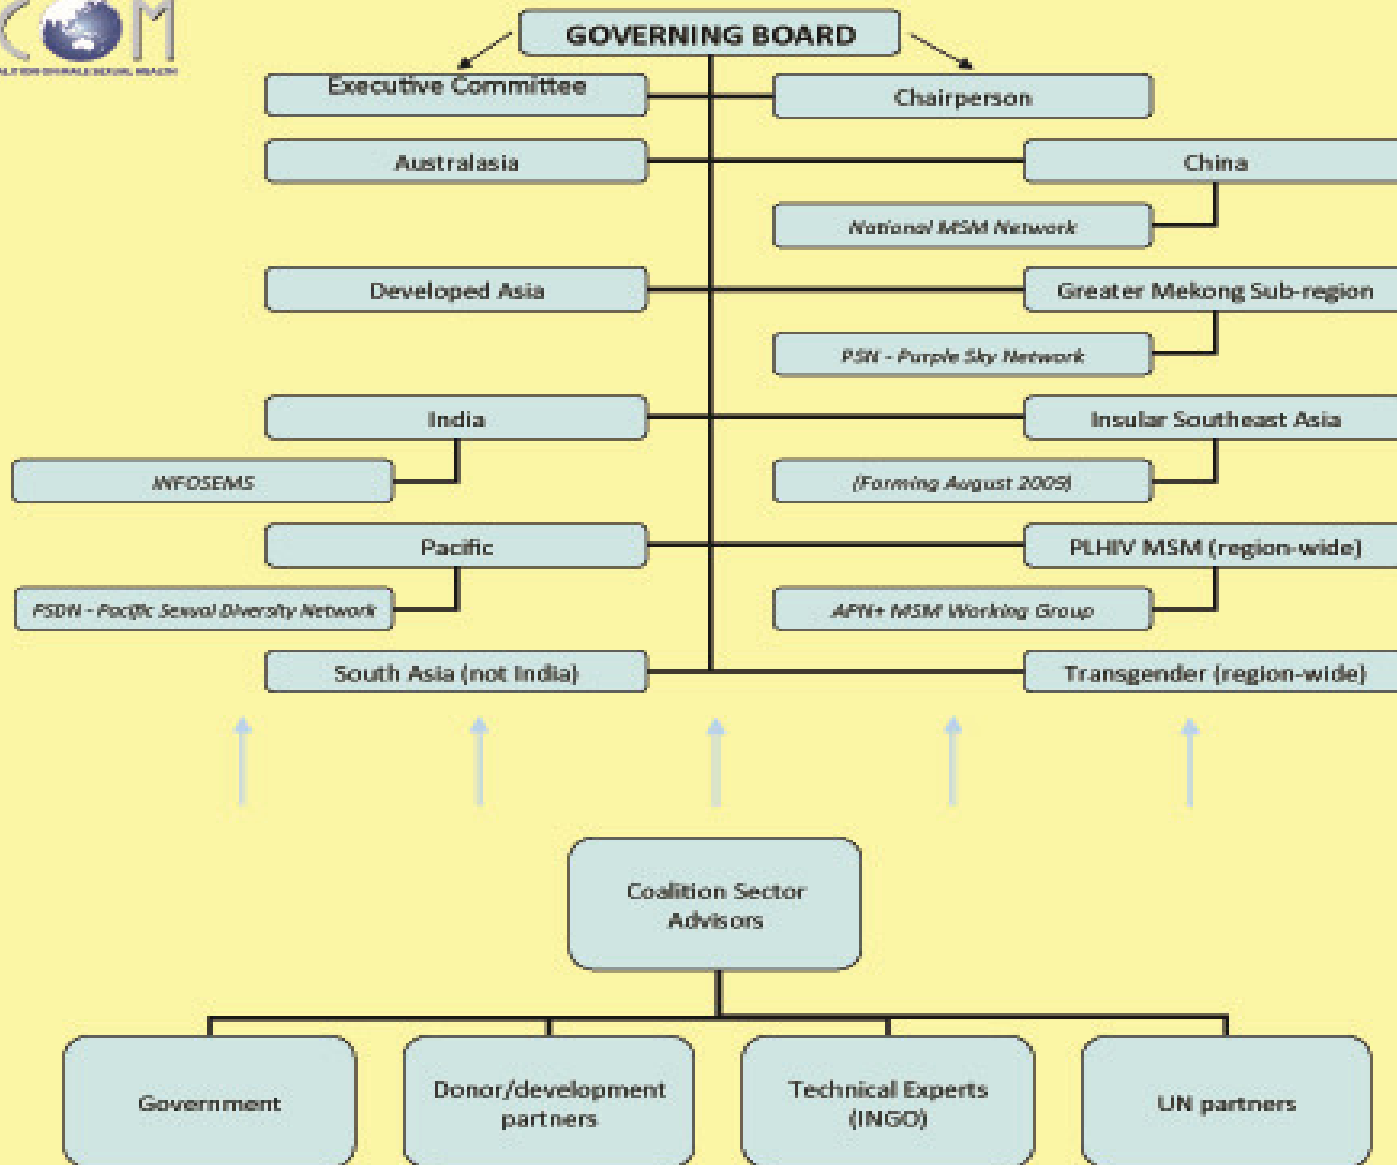 COM
GOVERNING BOARD
Executive Committee
Chairperson
Australasia
China
National MSM Network
Developed Asia
Greater Mekong Sub-region
PSN - Purple Sky Network
India
Insular Southeast Asia
INFOSEMS
(Forming August 2009)
Pacific
PLHIV MSM (region-wide)
PSDN - Pacific Sexual Diversity Network
APN+ MSM Working Group
South Asia (not India)
Transgender (region-wide)
Coalition Sector
Advisors
Government
Donor/development
partners
Technical Experts
(INGO)
UN partners